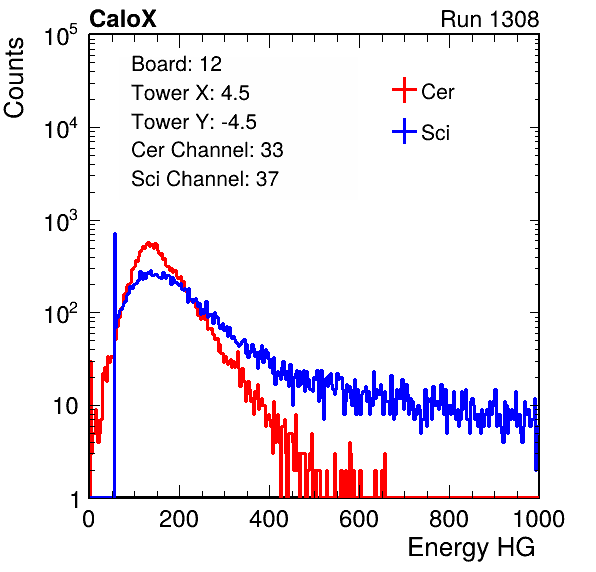 CaloX Run 1308
Counts
Board: 12
Tower X: 4.5
Tower Y: -4.5
Cer Channel: 33
Sci Channel: 37
Cer
Sci
10^5
10^4
10^3
10^2
10
1
0 200 400 600 800 1000
Energy HG